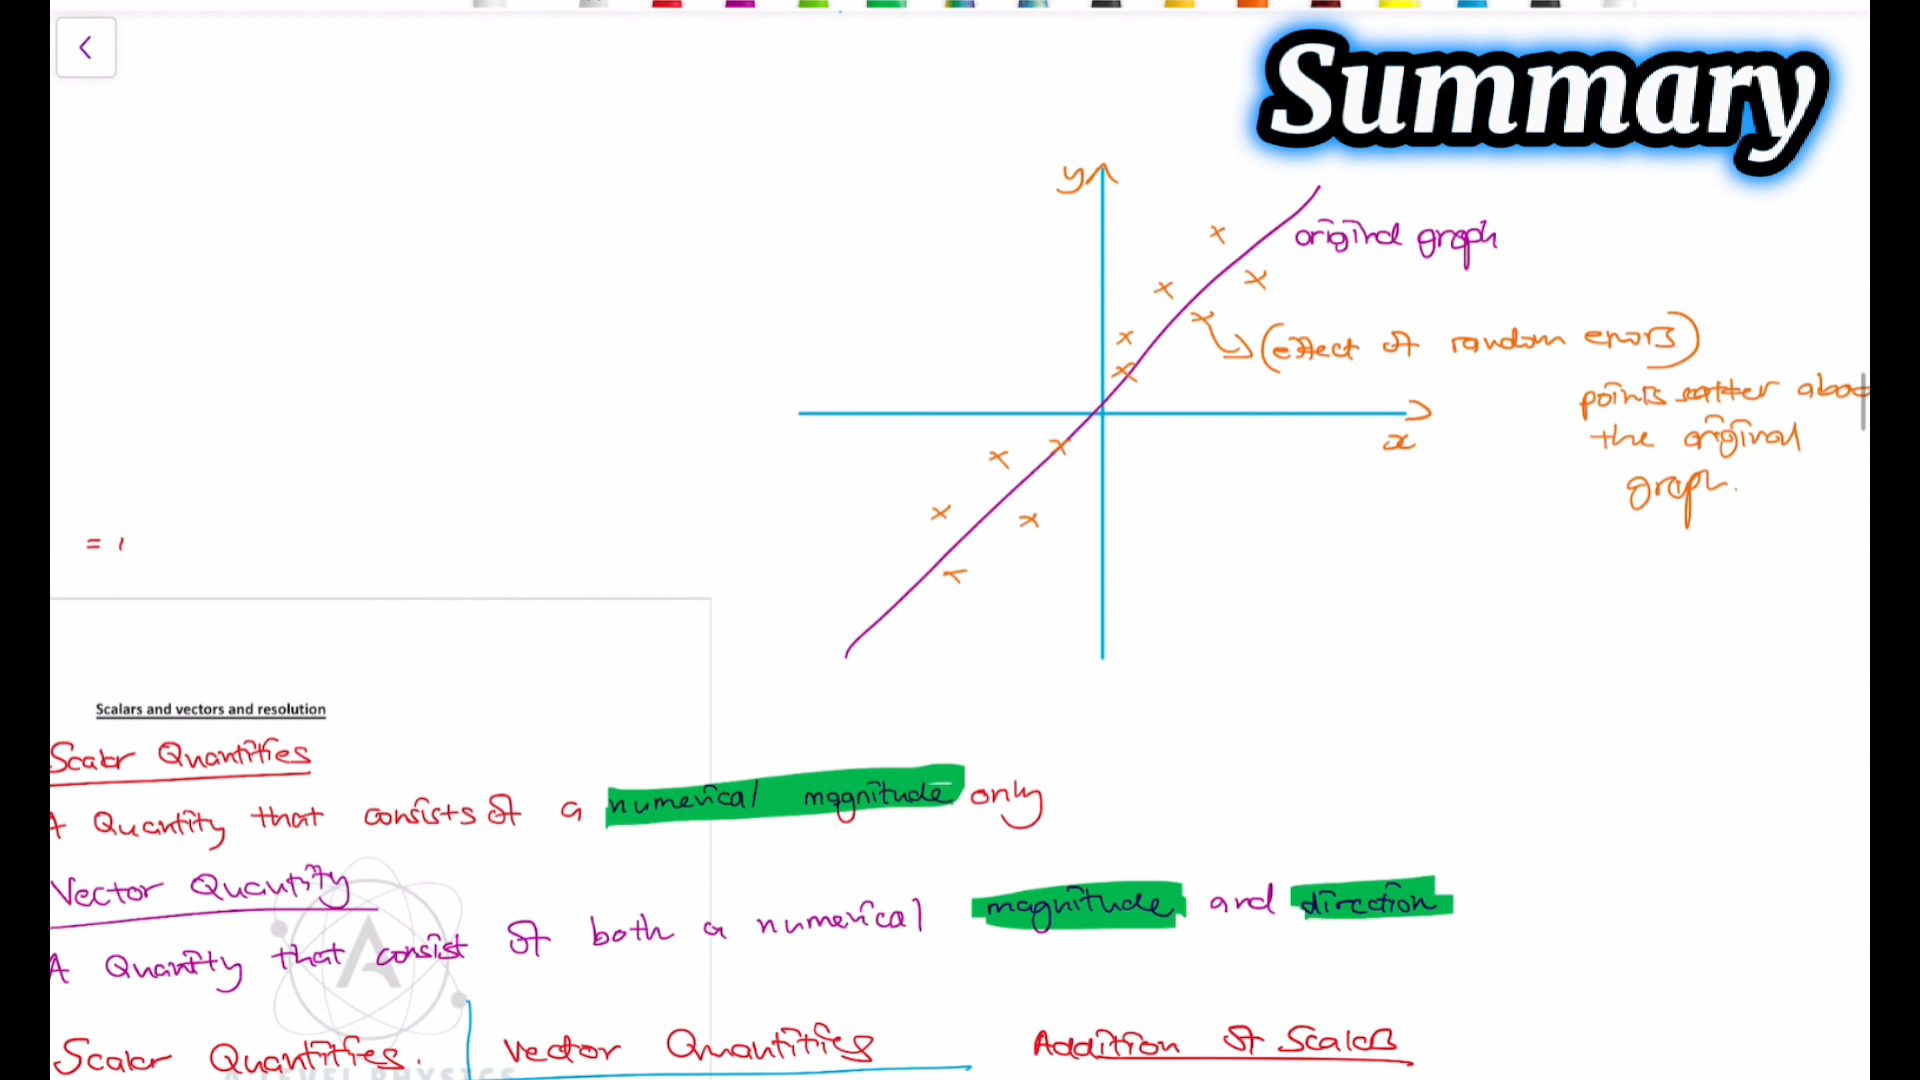 Summary
y
original graph
(effect of random errors)
points scatter about
the original
graph.
x
= 1
Scalars and vectors and resolution
Scalar Quantities
A Quantity that consists of a numerical magnitude only
Vector Quantity
A Quantity that consist of both a numerical magnitude and direction
Scalar Quantities. Vector Quantities Addition of Scalars
A LEVEL PHYSICS